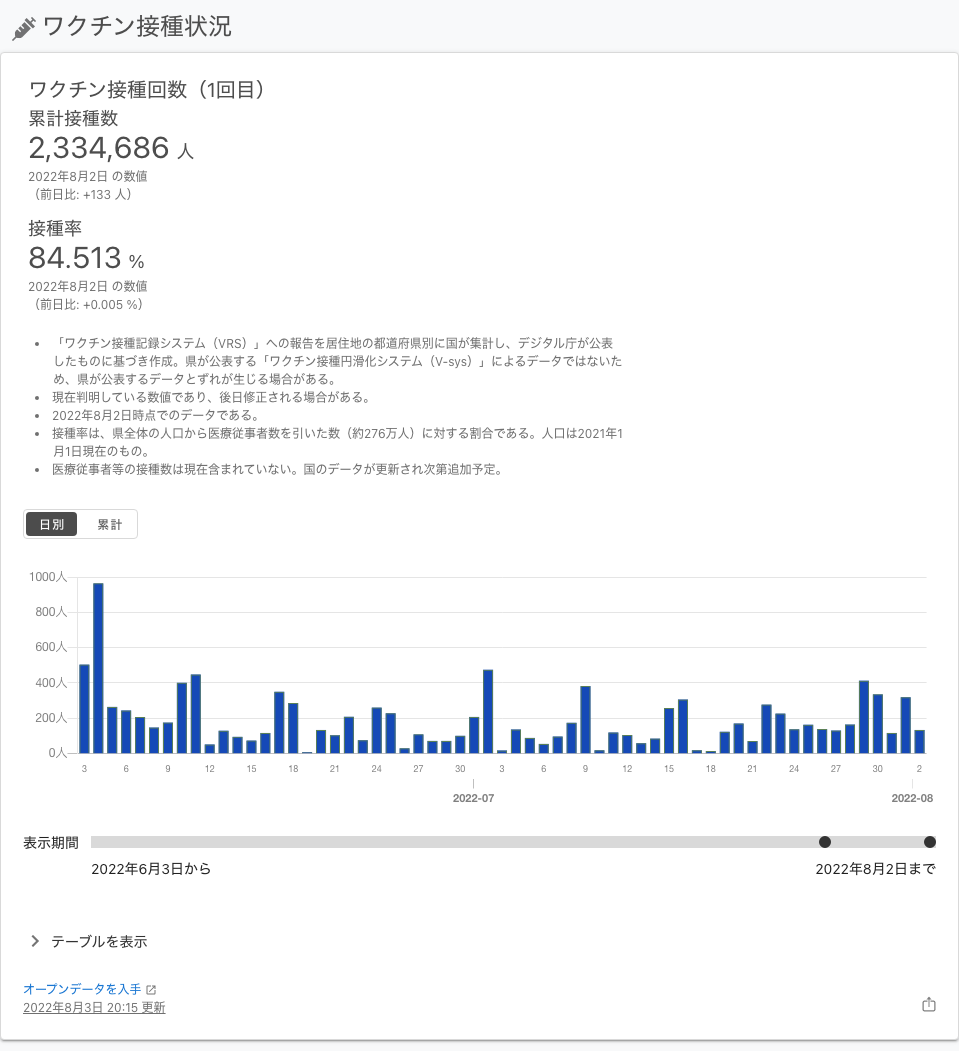 ワクチン接種状況
ワクチン接種回数（1回目）
累計接種数
2,334,686 人
2022年8月2日 の数値
（前日比: +133 人）
接種率
84.513 %
2022年8月2日 の数値
（前日比: +0.005 %）
• 「ワクチン接種記録システム（VRS）」への報告を居住地の都道府県別に国が集計し、デジタル庁が公表
したものに基づき作成。県が公表する「ワクチン接種円滑化システム（V-sys）」によるデータではないた
め、県が公表するデータとずれが生じる場合がある。
• 現在判明している数値であり、後日修正される場合がある。
• 2022年8月2日時点でのデータである。
• 接種率は、県全体の人口から医療従事者数を引いた数（約276万人）に対する割合である。人口は2021年1
月1日現在のもの。
• 医療従事者等の接種数は現在含まれていない。国のデータが更新され次第追加予定。
日別 累計
1000人
800人
600人
400人
200人
0人
3 6 9 12 15 18 21 24 27 30 3 6 9 12 15 18 21 24 27 30 2
2022-07 2022-08
表示期間
2022年6月3日から 2022年8月2日まで
テーブルを表示
オープンデータを入手
2022年8月3日 20:15 更新